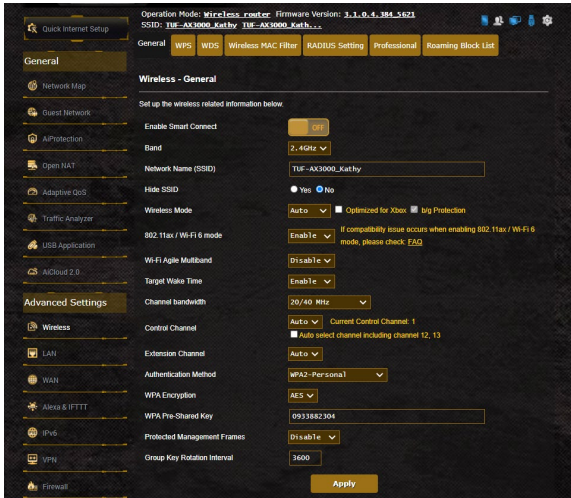 Operation Mode: Wireless router Firmware Version: 3.1.0.4.384_5621
SSID: TUF-AX3000_Kathy TUF-AX3000_Kath...
Quick Internet Setup
General
Network Map
Guest Network
AiProtection
Open NAT
Adaptive QoS
Traffic Analyzer
USB Application
AiCloud 2.0
Advanced Settings
Wireless
LAN
WAN
Alexa & IFTTT
IPv6
VPN
Firewall
General WPS WDS Wireless MAC Filter RADIUS Setting Professional Roaming Block List
Wireless - General
Set up the wireless related information below.
Enable Smart Connect OFF
Band 2.4GHz
Network Name (SSID) TUF-AX3000_Kathy
Hide SSID Yes No
Wireless Mode Auto Optimized for Xbox b/g Protection
802.11ax / Wi-Fi 6 mode Enable If compatibility issue occurs when enabling 802.11ax / Wi-Fi 6
mode, please check: FAQ
Wi-Fi Agile Multiband Disable
Target Wake Time Enable
Channel bandwidth 20/40 MHz
Control Channel Auto Current Control Channel: 1
Auto select channel including channel 12, 13
Extension Channel Auto
Authentication Method WPA2-Personal
WPA Encryption AES
WPA Pre-Shared Key 0933882304
Protected Management Frames Disable
Group Key Rotation Interval 3600
Apply